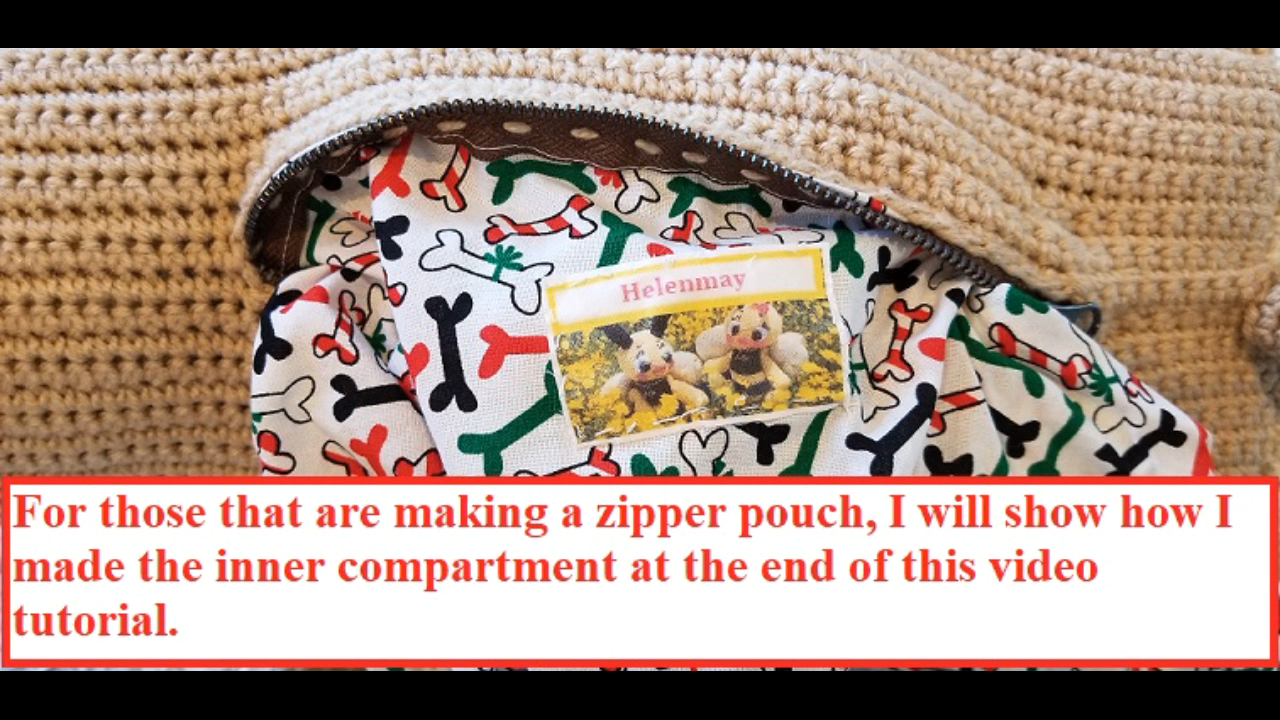 Helenmay
For those that are making a zipper pouch, I will show how I
made the inner compartment at the end of this video
tutorial.